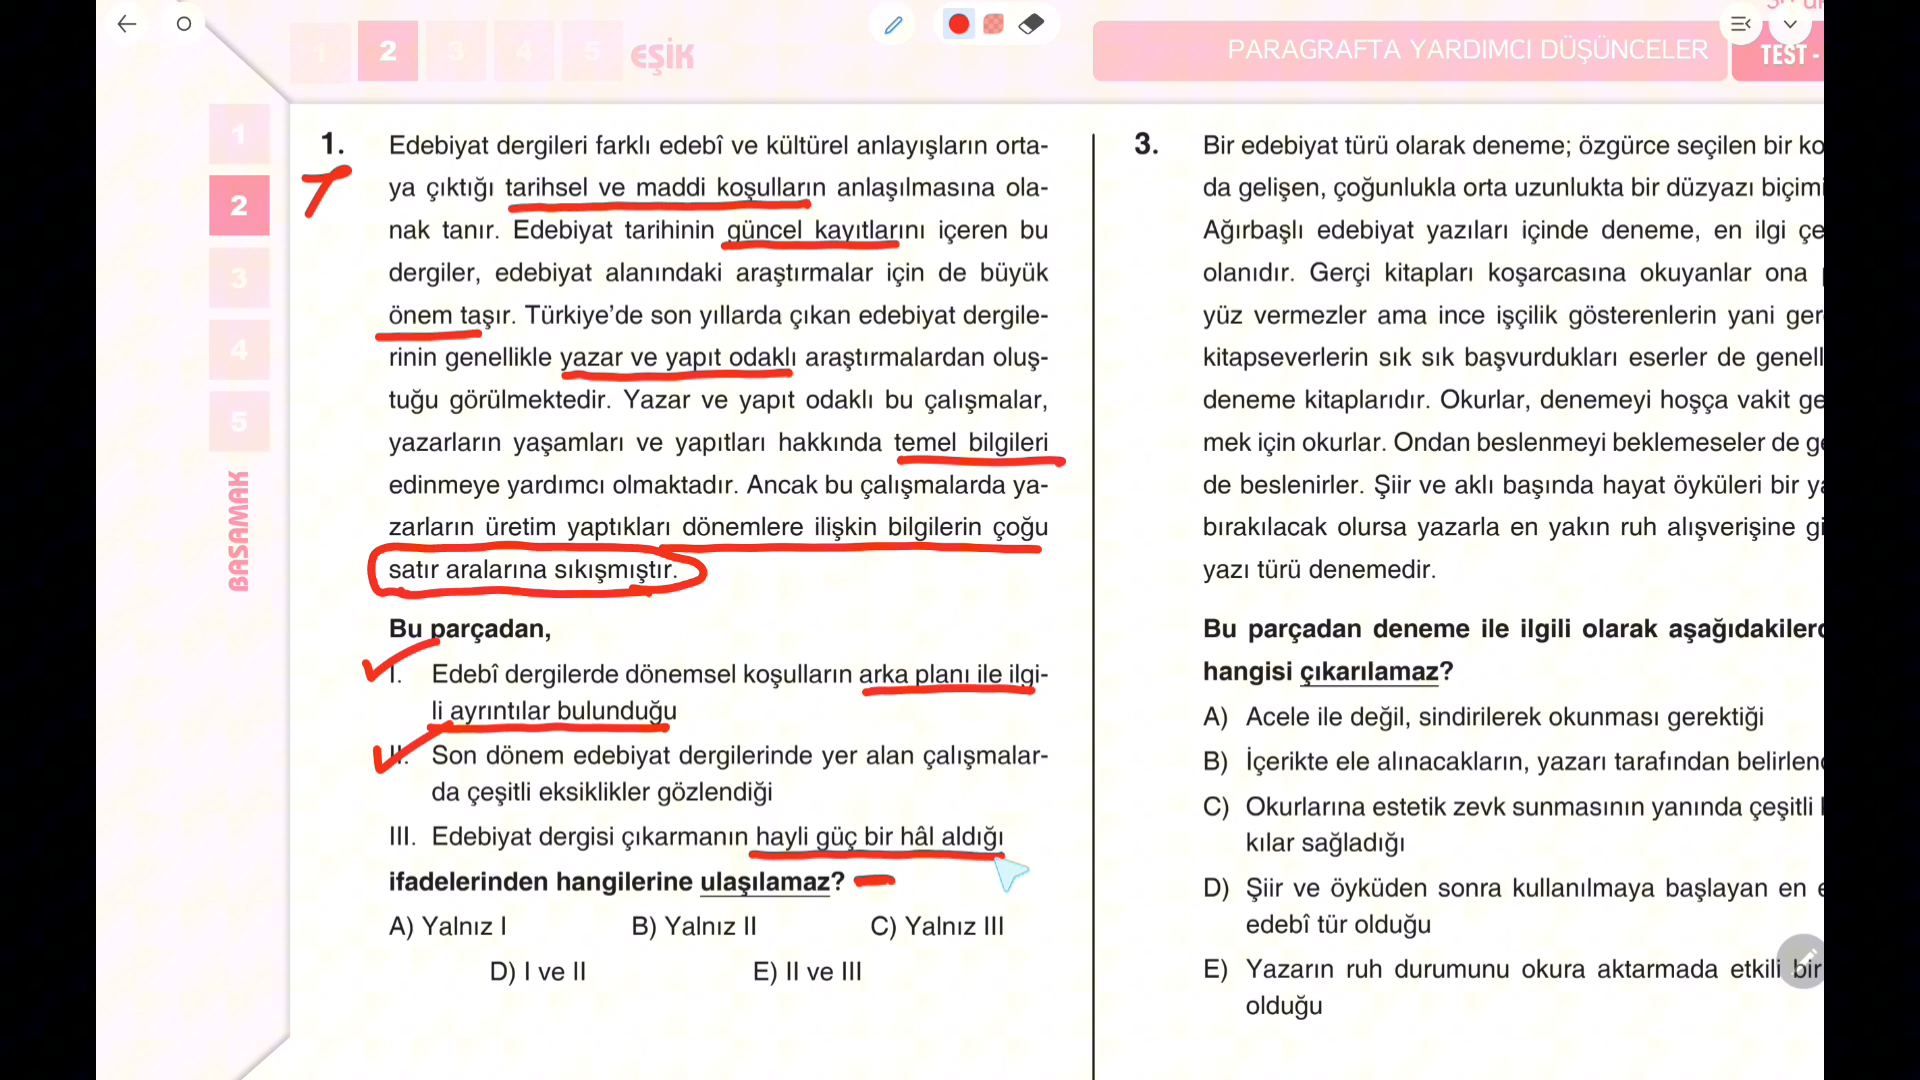 1 2 3 4 5 EŞİK
PARAGRAFTA YARDIMCI DÜŞÜNCELER
TEST -
1
2
3
4
5
BASAMAK
1.
Edebiyat dergileri farklı edebî ve kültürel anlayışların orta-
ya çıktığı tarihsel ve maddi koşulların anlaşılmasına ola-
nak tanır. Edebiyat tarihinin güncel kayıtlarını içeren bu
dergiler, edebiyat alanındaki araştırmalar için de büyük
önem taşır. Türkiye’de son yıllarda çıkan edebiyat dergile-
rinin genellikle yazar ve yapıt odaklı araştırmalardan oluş-
tuğu görülmektedir. Yazar ve yapıt odaklı bu çalışmalar,
yazarların yaşamları ve yapıtları hakkında temel bilgileri
edinmeye yardımcı olmaktadır. Ancak bu çalışmalarda ya-
zarların üretim yaptıkları dönemlere ilişkin bilgilerin çoğu
satır aralarına sıkışmıştır.
Bu parçadan,
I. Edebî dergilerde dönemsel koşulların arka planı ile ilgi-
li ayrıntılar bulunduğu
II. Son dönem edebiyat dergilerinde yer alan çalışmalar-
da çeşitli eksiklikler gözlendiği
III. Edebiyat dergisi çıkarmanın hayli güç bir hâl aldığı
ifadelerinden hangilerine ulaşılamaz?
A) Yalnız I B) Yalnız II C) Yalnız III
D) I ve II E) II ve III
3.
Bir edebiyat türü olarak deneme; özgürce seçilen bir ko
da gelişen, çoğunlukla orta uzunlukta bir düzyazı biçimi
Ağırbaşlı edebiyat yazıları içinde deneme, en ilgi çe
olanıdır. Gerçi kitapları koşarcasına okuyanlar ona
yüz vermezler ama ince işçilik gösterenlerin yani ger
kitapseverlerin sık sık başvurdukları eserler de genell
deneme kitaplarıdır. Okurlar, denemeyi hoşça vakit ge
mek için okurlar. Ondan beslenmeyi beklemeseler de g
de beslenirler. Şiir ve aklı başında hayat öyküleri bir ya
bırakılacak olursa yazarla en yakın ruh alışverişine gi
yazı türü denemedir.
Bu parçadan deneme ile ilgili olarak aşağıdakilerd
hangisi çıkarılamaz?
A) Acele ile değil, sindirilerek okunması gerektiği
B) İçerikte ele alınacakların, yazarı tarafından belirlend
C) Okurlarına estetik zevk sunmasının yanında çeşitli
kılar sağladığı
D) Şiir ve öyküden sonra kullanılmaya başlayan en e
edebî tür olduğu
E) Yazarın ruh durumunu okura aktarmada etkili bir
olduğu